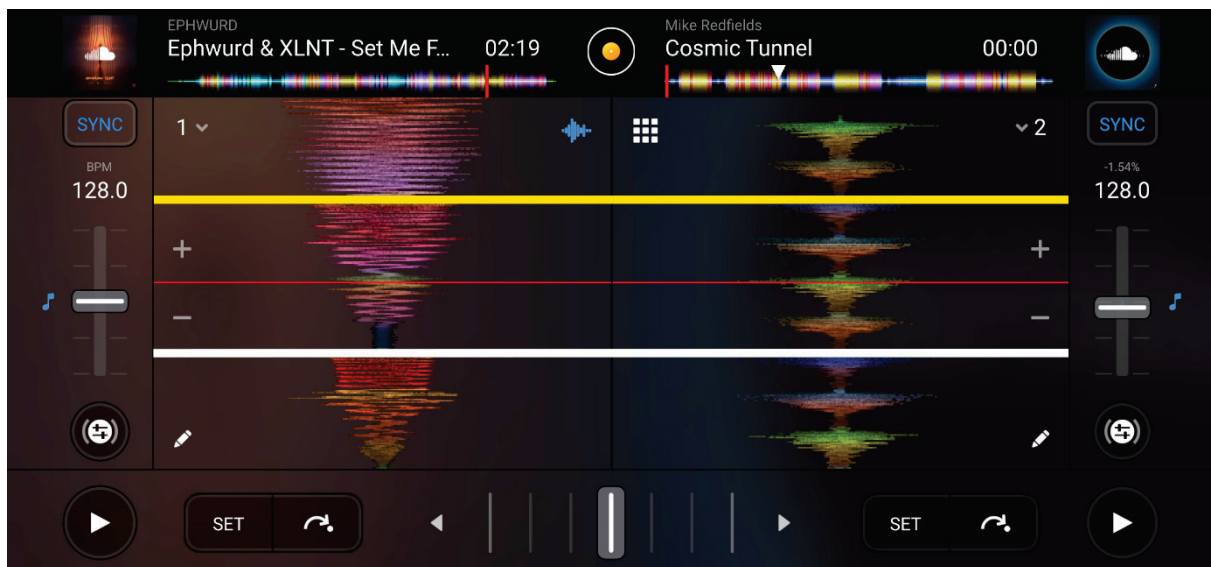 EPHWURD
Ephwurd & XLNT - Set Me F... 02:19
Mike Redfields
Cosmic Tunnel 00:00
SYNC
1
2
SYNC
BPM
128.0
-1.54%
128.0
SET
SET